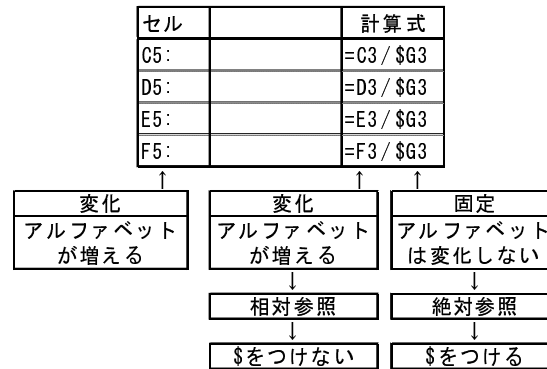 セル 計算式
C5: =C3/$G3
D5: =D3/$G3
E5: =E3/$G3
F5: =F3/$G3
↑ ↑ ↑
変化 変化 固定
アルファベット アルファベット アルファベット
が増える が増える は変化しない
↓ ↓
相対参照 絶対参照
↓ ↓
$をつけない $をつける